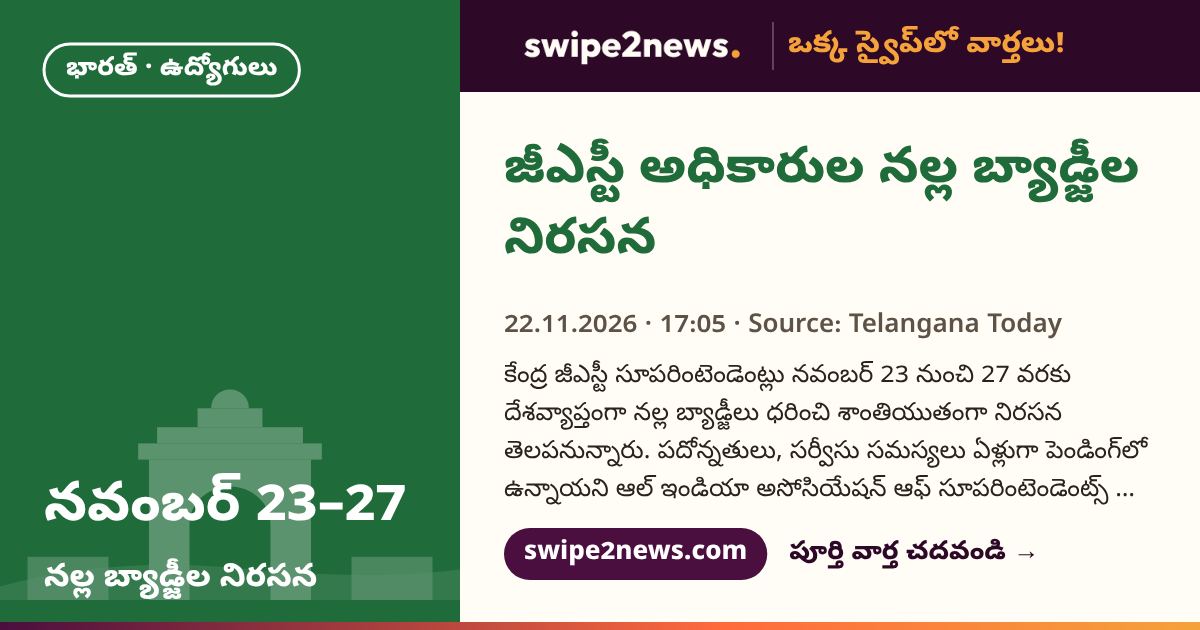 భారత్ · ఉద్యోగులు
swipe2news.
ఒక్క స్వైప్‌లో వార్తలు!
జీఎస్టీ అధికారుల నల్ల బ్యాడ్జీల
నిరసన
22.11.2026 · 17:05 · Source: Telangana Today
కేంద్ర జీఎస్టీ సూపరింటెండెంట్లు నవంబర్ 23 నుంచి 27 వరకు
దేశవ్యాప్తంగా నల్ల బ్యాడ్జీలు ధరించి శాంతియుతంగా నిరసన
తెలపనున్నారు. పదోన్నతులు, సర్వీసు సమస్యలు ఏళ్లుగా పెండింగ్‌లో
ఉన్నాయని ఆల్ ఇండియా అసోసియేషన్ ఆఫ్ సూపరింటెండెంట్స్ ...
నవంబర్ 23–27
నల్ల బ్యాడ్జీల నిరసన
swipe2news.com
పూర్తి వార్త చదవండి →